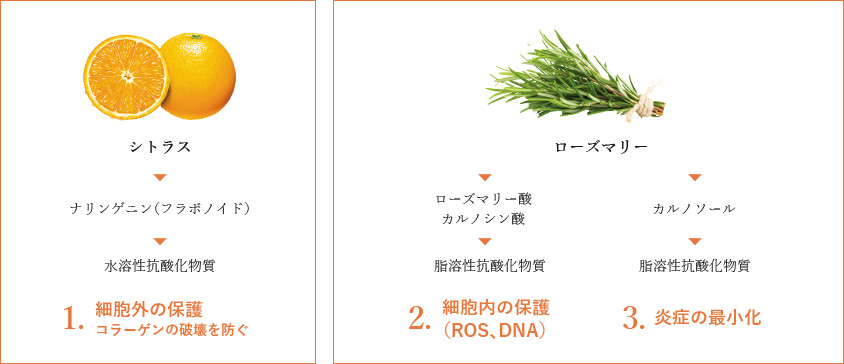 シトラス
ナリンゲニン（フラボノイド）
水溶性抗酸化物質
1. 細胞外の保護
コラーゲンの破壊を防ぐ
ローズマリー
ローズマリー酸
カルノシン酸
脂溶性抗酸化物質
2. 細胞内の保護
（ROS、DNA）
カルノソール
脂溶性抗酸化物質
3. 炎症の最小化